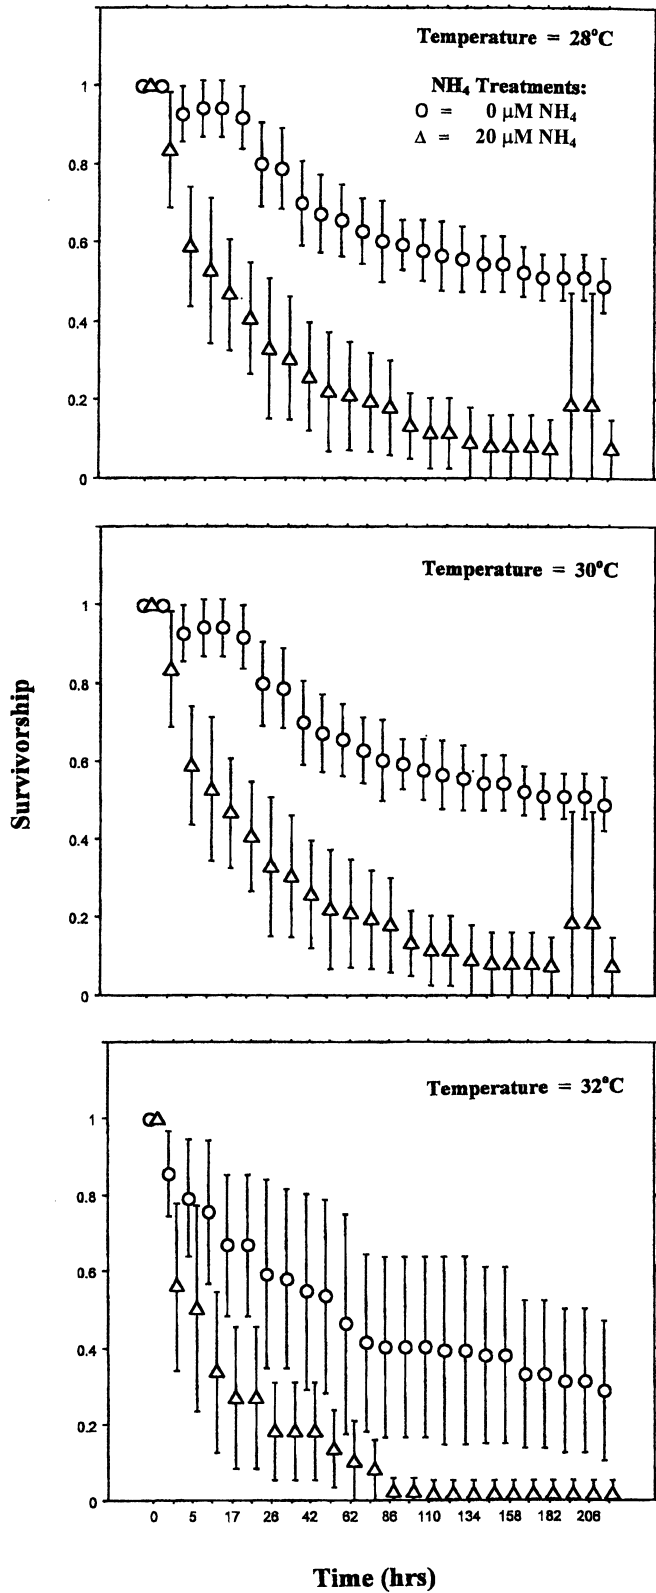 Temperature = 28°C
NH₄ Treatments:
O = 0 µM NH₄
Δ = 20 µM NH₄
1
0.8
0.6
0.4
0.2
0
Temperature = 30°C
1
0.8
0.6
0.4
0.2
0
Survivorship
Temperature = 32°C
1
0.8
0.6
0.4
0.2
0
0 5 17 26 42 62 86 110 134 158 182 206
Time (hrs)